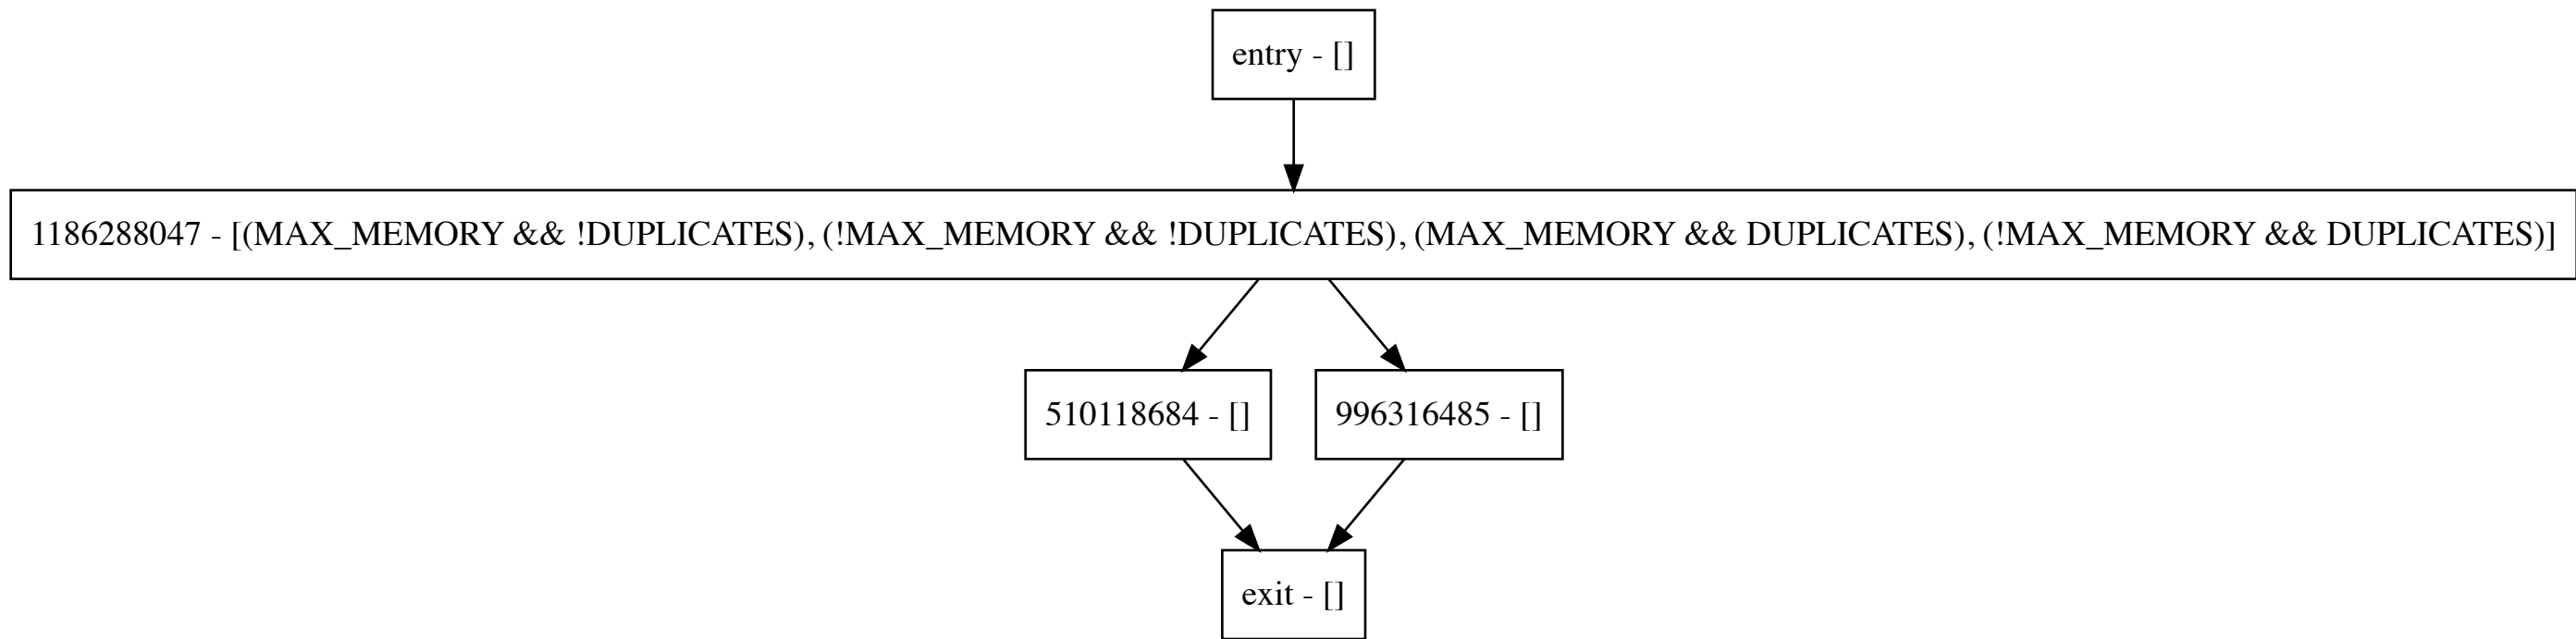 entry - []
1186288047 - [(MAX_MEMORY && !DUPLICATES), (!MAX_MEMORY && !DUPLICATES), (MAX_MEMORY && DUPLICATES), (!MAX_MEMORY && DUPLICATES)]
510118684 - []
996316485 - []
exit - []